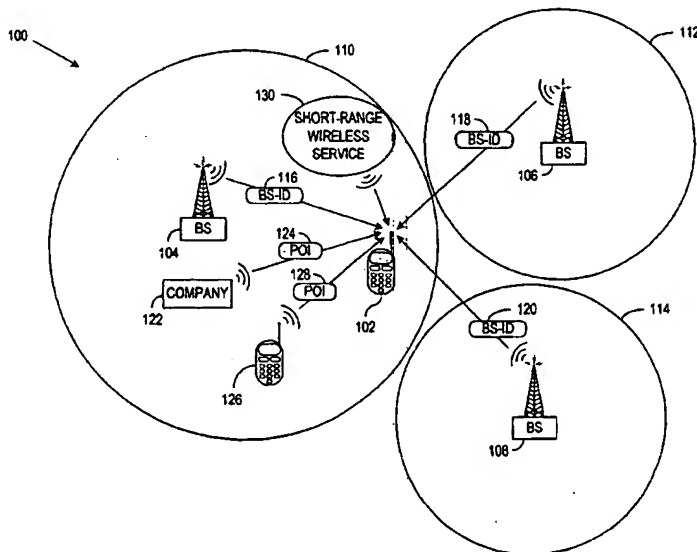 100
110
112
130
SHORT-RANGE
WIRELESS
SERVICE
118
BS-ID
BS
106
116
BS-ID
BS
104
124
POI
128
POI
COMPANY
122
102
126
120
BS-ID
114
BS
108